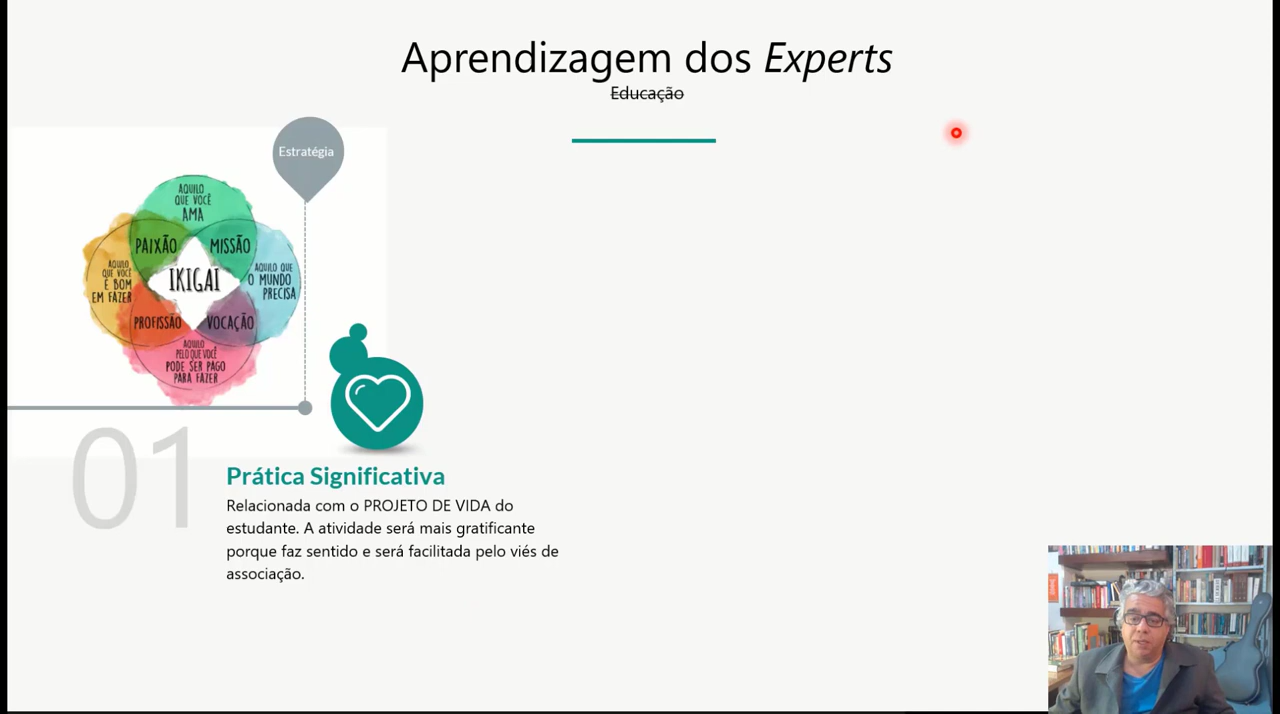 Aprendizagem dos Experts
Educação
Estratégia
AQUILO
QUE VOCÊ
AMA
PAIXÃO
MISSÃO
AQUILO
QUE VOCÊ
É BOM
EM FAZER
IKIGAI
AQUILO QUE
O MUNDO
PRECISA
PROFISSÃO
VOCAÇÃO
AQUILO
PELO QUE VOCÊ
PODE SER PAGO
PARA FAZER
01
Prática Significativa
Relacionada com o PROJETO DE VIDA do
estudante. A atividade será mais gratificante
porque faz sentido e será facilitada pelo viés de
associação.